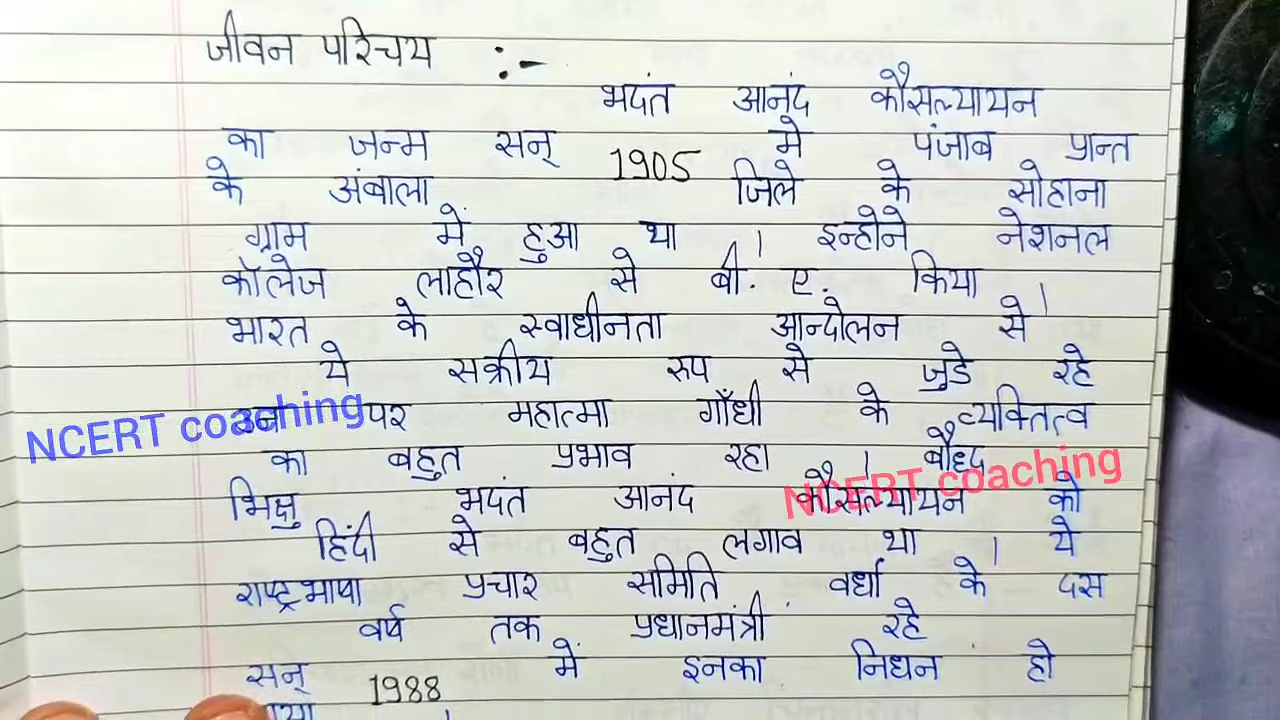 जीवन परिचय :-
भदंत आनंद कौसल्यायन
का जन्म सन् 1905 मे पंजाब प्रान्त
के अंबाला जिले के सोहाना
ग्राम में हुआ था । इन्होने नेशनल
कॉलेज लाहौर से बी. ए. किया ।
भारत के स्वाधीनता आन्दोलन से
ये सक्रीय रुप से जुडे रहे
पर महात्मा गाँधी के व्यक्तित्व
NCERT coaching
का बहुत प्रभाव रहा । बौध्द
NCERT coaching
भिक्षु भदंत आनंद कौसल्यायन को
हिंदी से बहुत लगाव था । ये
राष्ट्रभाषा प्रचार समिति वर्धा के दस
वर्ष तक प्रधानमंत्री रहे
सन् 1988 में इनका निधन हो